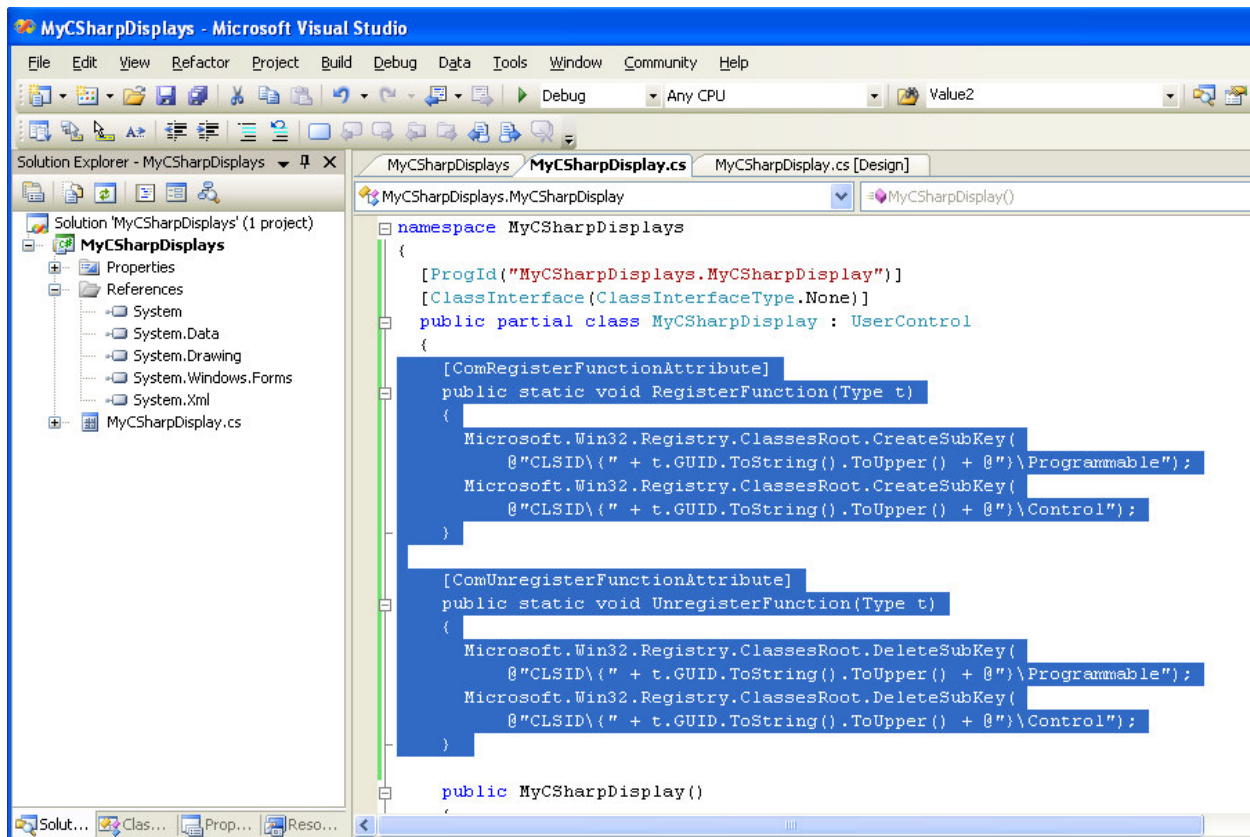 MyCSharpDisplays - Microsoft Visual Studio
File Edit View Refactor Project Build Debug Data Tools Window Community Help
Debug Any CPU Value2
Solution Explorer - MyCSharpDisplays
MyCSharpDisplays MyCSharpDisplay.cs MyCSharpDisplay.cs [Design]
MyCSharpDisplays.MyCSharpDisplay MyCSharpDisplay()
Solution 'MyCSharpDisplays' (1 project)
MyCSharpDisplays
Properties
References
System
System.Data
System.Drawing
System.Windows.Forms
System.Xml
MyCSharpDisplay.cs
namespace MyCSharpDisplays
{
[ProgId("MyCSharpDisplays.MyCSharpDisplay")]
[ClassInterface(ClassInterfaceType.None)]
public partial class MyCSharpDisplay : UserControl
{
[ComRegisterFunctionAttribute]
public static void RegisterFunction(Type t)
{
Microsoft.Win32.Registry.ClassesRoot.CreateSubKey(
@"CLSID\{" + t.GUID.ToString().ToUpper() + @"}\Programmable");
Microsoft.Win32.Registry.ClassesRoot.CreateSubKey(
@"CLSID\{" + t.GUID.ToString().ToUpper() + @"}\Control");
}
[ComUnregisterFunctionAttribute]
public static void UnregisterFunction(Type t)
{
Microsoft.Win32.Registry.ClassesRoot.DeleteSubKey(
@"CLSID\{" + t.GUID.ToString().ToUpper() + @"}\Programmable");
Microsoft.Win32.Registry.ClassesRoot.DeleteSubKey(
@"CLSID\{" + t.GUID.ToString().ToUpper() + @"}\Control");
}
public MyCSharpDisplay()
Solut... Clas... Prop... Reso...